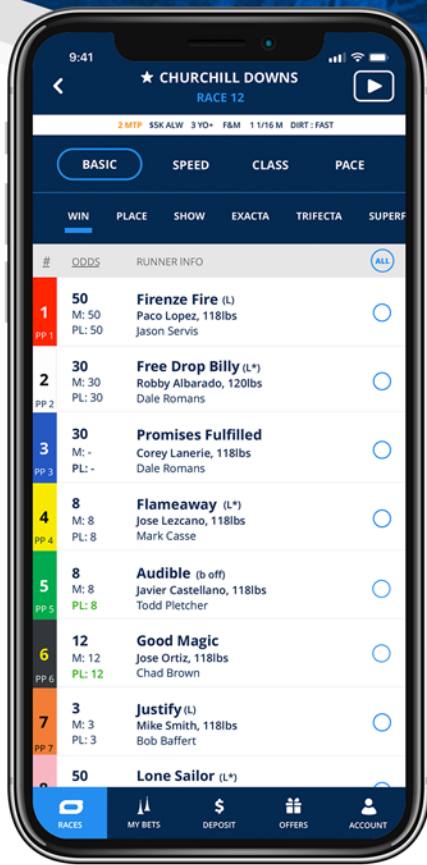 9:41
★ CHURCHILL DOWNS
RACE 12
2 MTP $5K ALW 3 YO+ F&M 1 1/16 M DIRT : FAST
BASIC SPEED CLASS PACE
WIN PLACE SHOW EXACTA TRIFECTA SUPERF
# ODDS RUNNER INFO ALL
1 PP 1
50
M: 50
PL: 50
Firenze Fire (L)
Paco Lopez, 118lbs
Jason Servis
2 PP 2
30
M: 30
PL: 30
Free Drop Billy (L*)
Robby Albarado, 120lbs
Dale Romans
3 PP 3
30
M: -
PL: -
Promises Fulfilled
Corey Lanerie, 118lbs
Dale Romans
4 PP 4
8
M: 8
PL: 8
Flameaway (L*)
Jose Lezcano, 118lbs
Mark Casse
5 PP 5
8
M: 8
PL: 8
Audible (b off)
Javier Castellano, 118lbs
Todd Pletcher
6 PP 6
12
M: 12
PL: 12
Good Magic
Jose Ortiz, 118lbs
Chad Brown
7 PP 7
3
M: 3
PL: 3
Justify (L)
Mike Smith, 118lbs
Bob Baffert
50
Lone Sailor (L*)
RACES MY BETS DEPOSIT OFFERS ACCOUNT